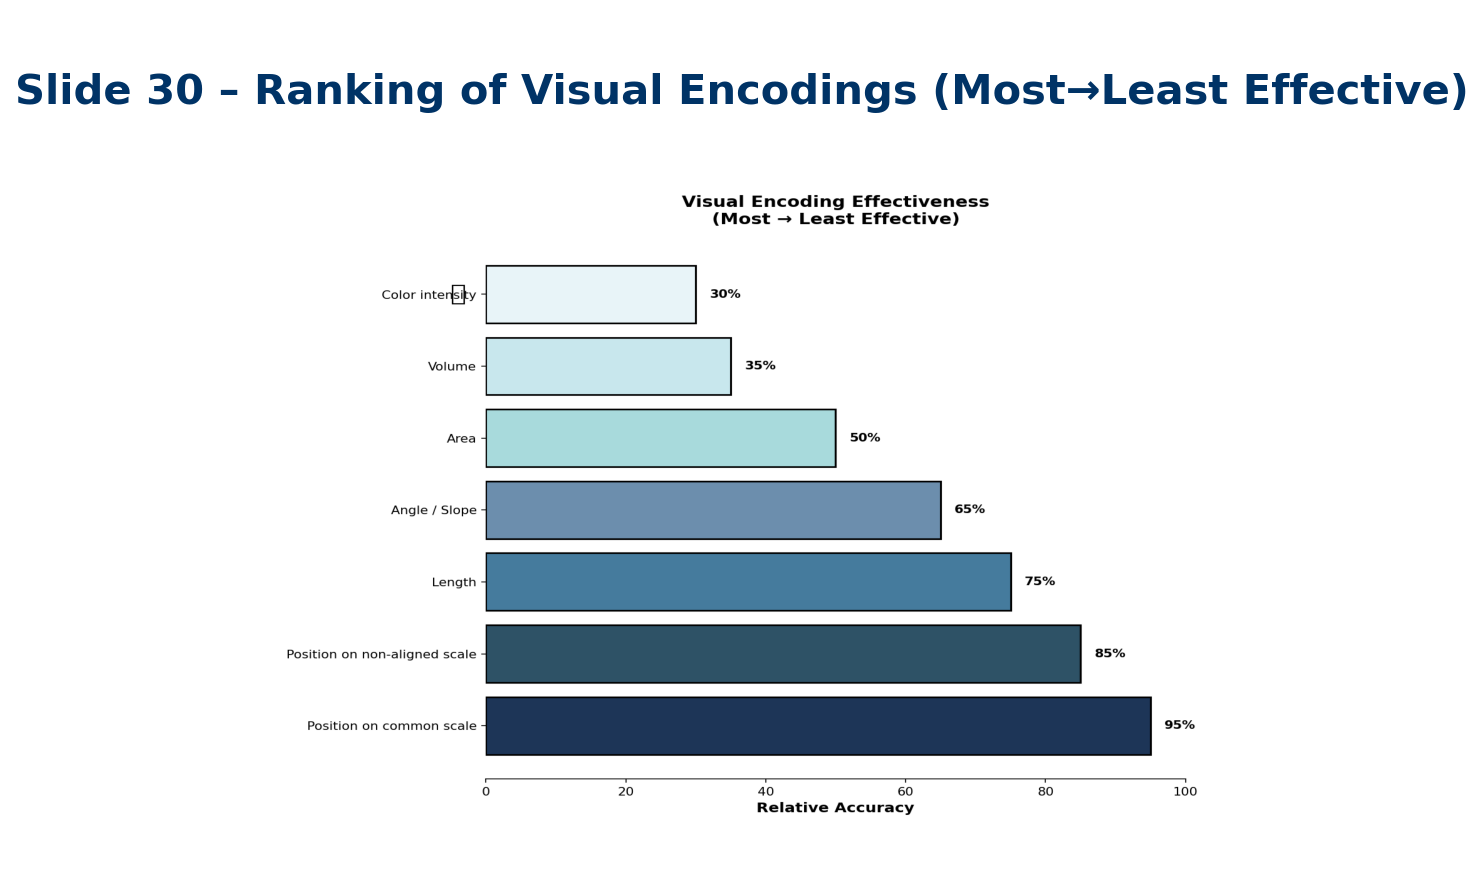 Slide 30 – Ranking of Visual Encodings (Most→Least Effective)
Visual Encoding Effectiveness
(Most → Least Effective)
Color intensity 30%
Volume 35%
Area 50%
Angle / Slope 65%
Length 75%
Position on non-aligned scale 85%
Position on common scale 95%
0 20 40 60 80 100
Relative Accuracy